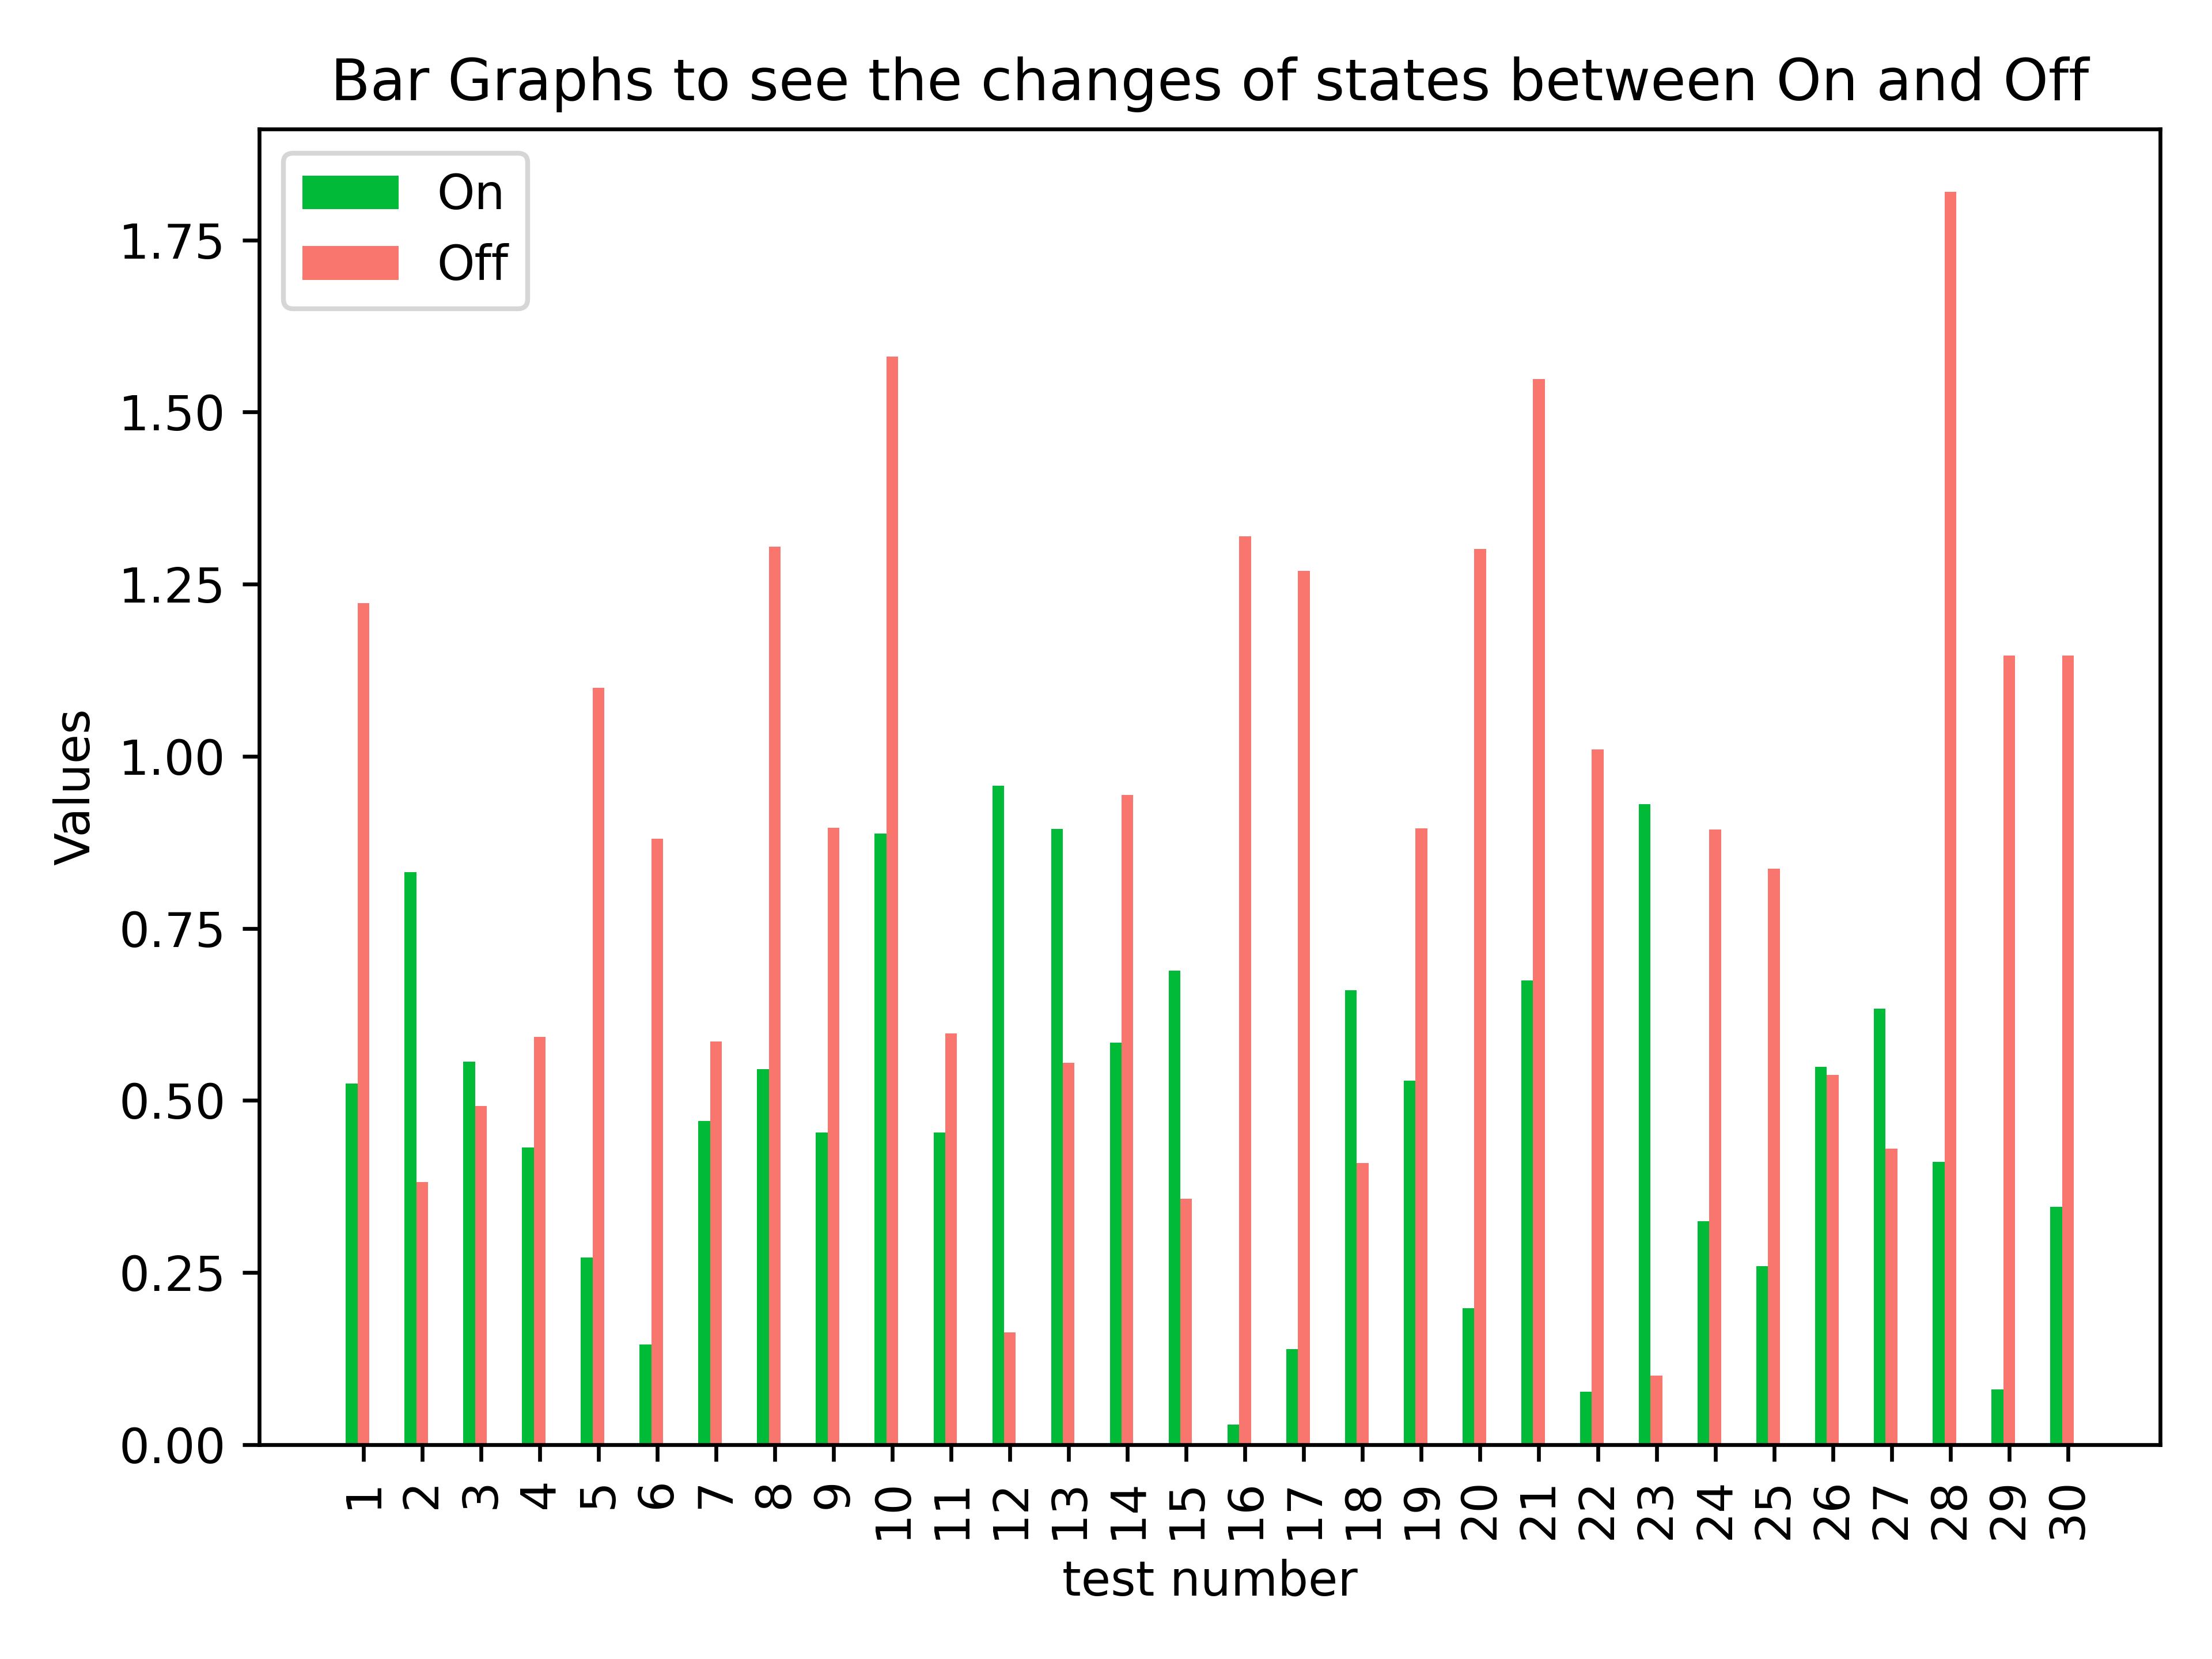 Bar Graphs to see the changes of states between On and Off
On
Off
1.75
1.50
1.25
1.00
0.75
0.50
0.25
0.00
Values
1 2 3 4 5 6 7 8 9 10 11 12 13 14 15 16 17 18 19 20 21 22 23 24 25 26 27 28 29 30
test number